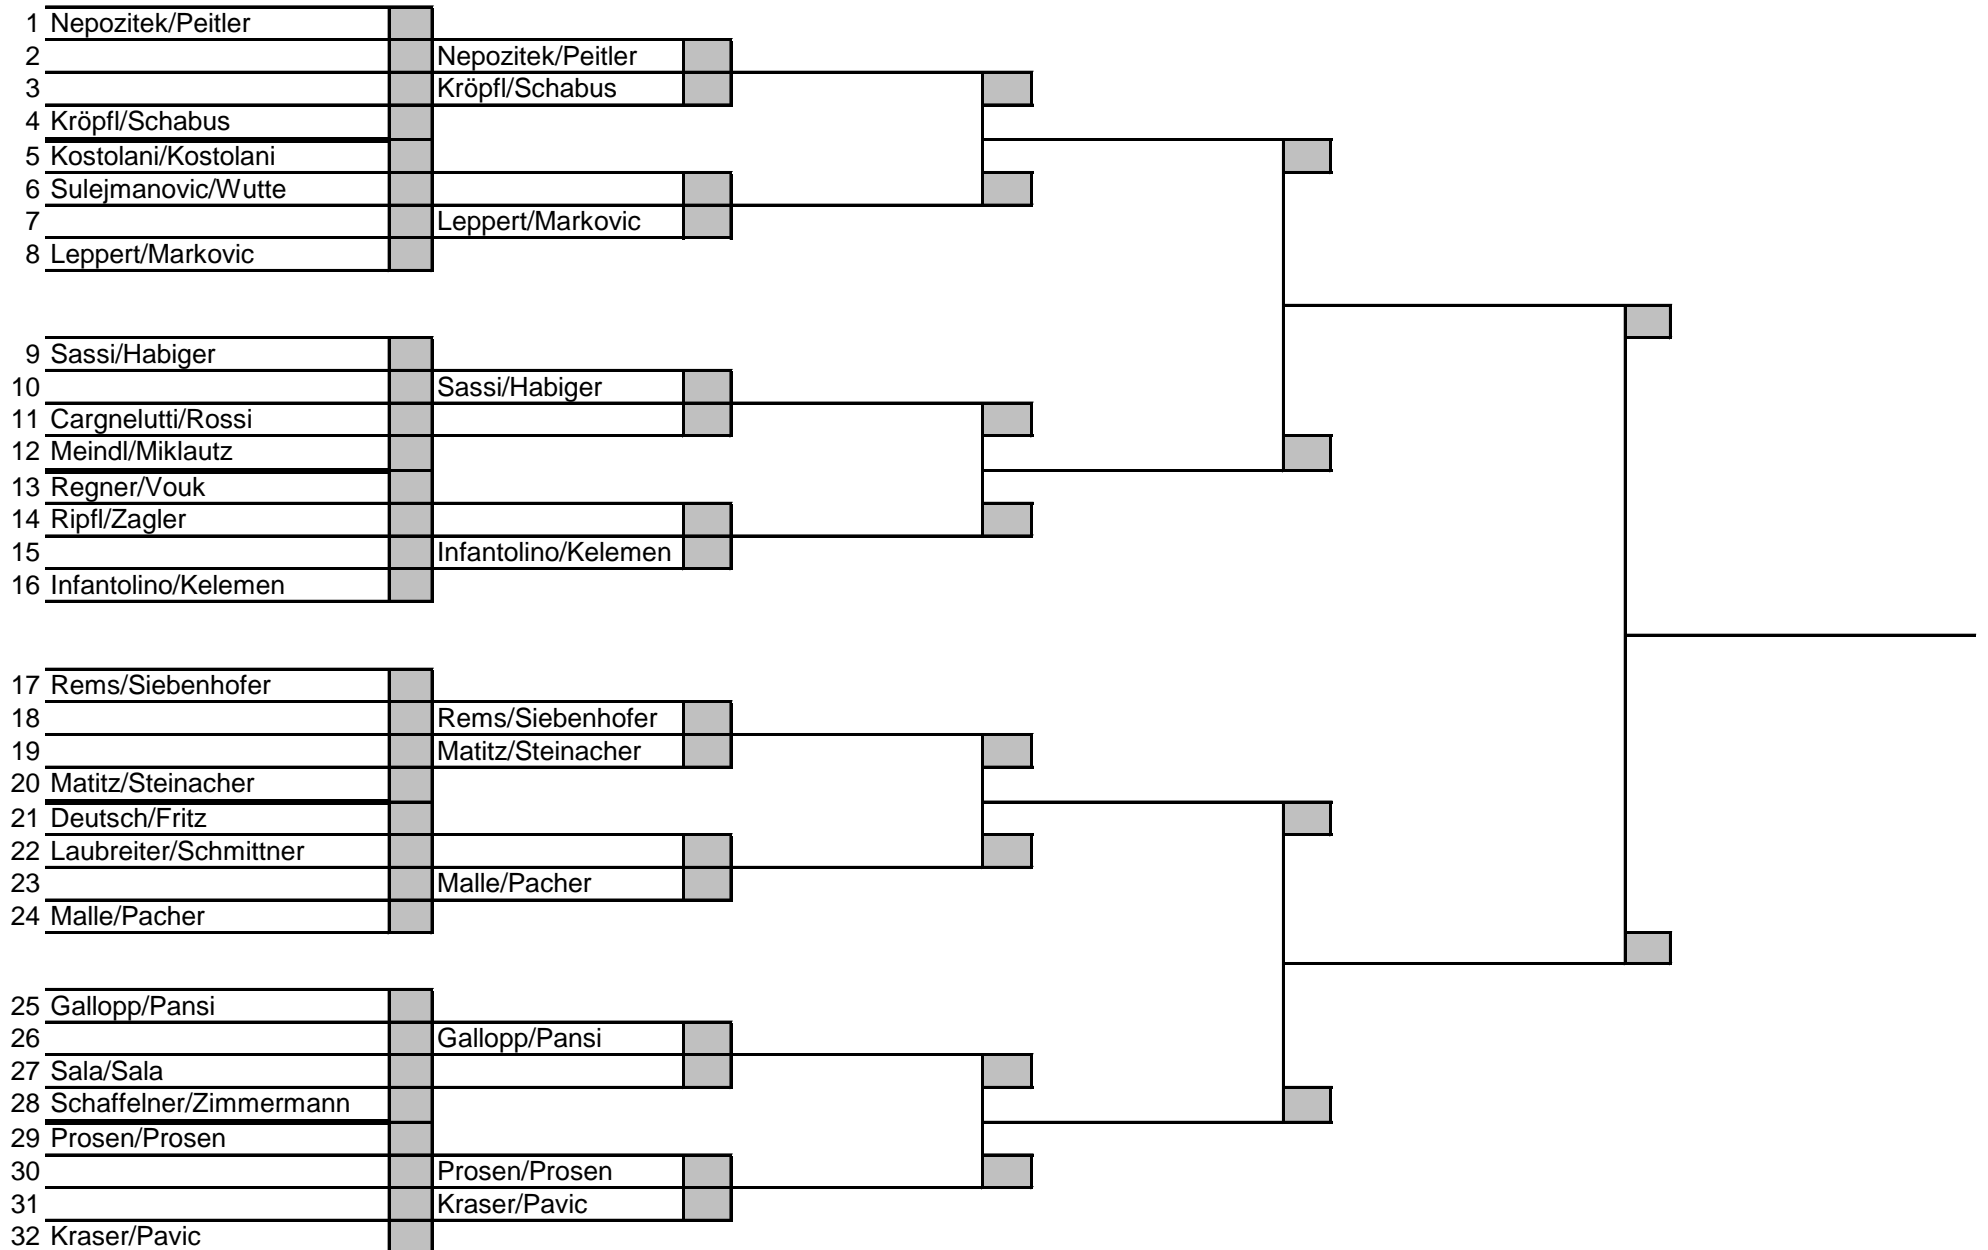 1 Nepozitek/Peitler
2 Nepozitek/Peitler
3 Kröpfl/Schabus
4 Kröpfl/Schabus
5 Kostolani/Kostolani
6 Sulejmanovic/Wutte
7 Leppert/Markovic
8 Leppert/Markovic
9 Sassi/Habiger
10 Sassi/Habiger
11 Cargnelutti/Rossi
12 Meindl/Miklautz
13 Regner/Vouk
14 Ripfl/Zagler
15 Infantolino/Kelemen
16 Infantolino/Kelemen
17 Rems/Siebenhofer
18 Rems/Siebenhofer
19 Matitz/Steinacher
20 Matitz/Steinacher
21 Deutsch/Fritz
22 Laubreiter/Schmittner
23 Malle/Pacher
24 Malle/Pacher
25 Gallopp/Pansi
26 Gallopp/Pansi
27 Sala/Sala
28 Schaffelner/Zimmermann
29 Prosen/Prosen
30 Prosen/Prosen
31 Kraser/Pavic
32 Kraser/Pavic